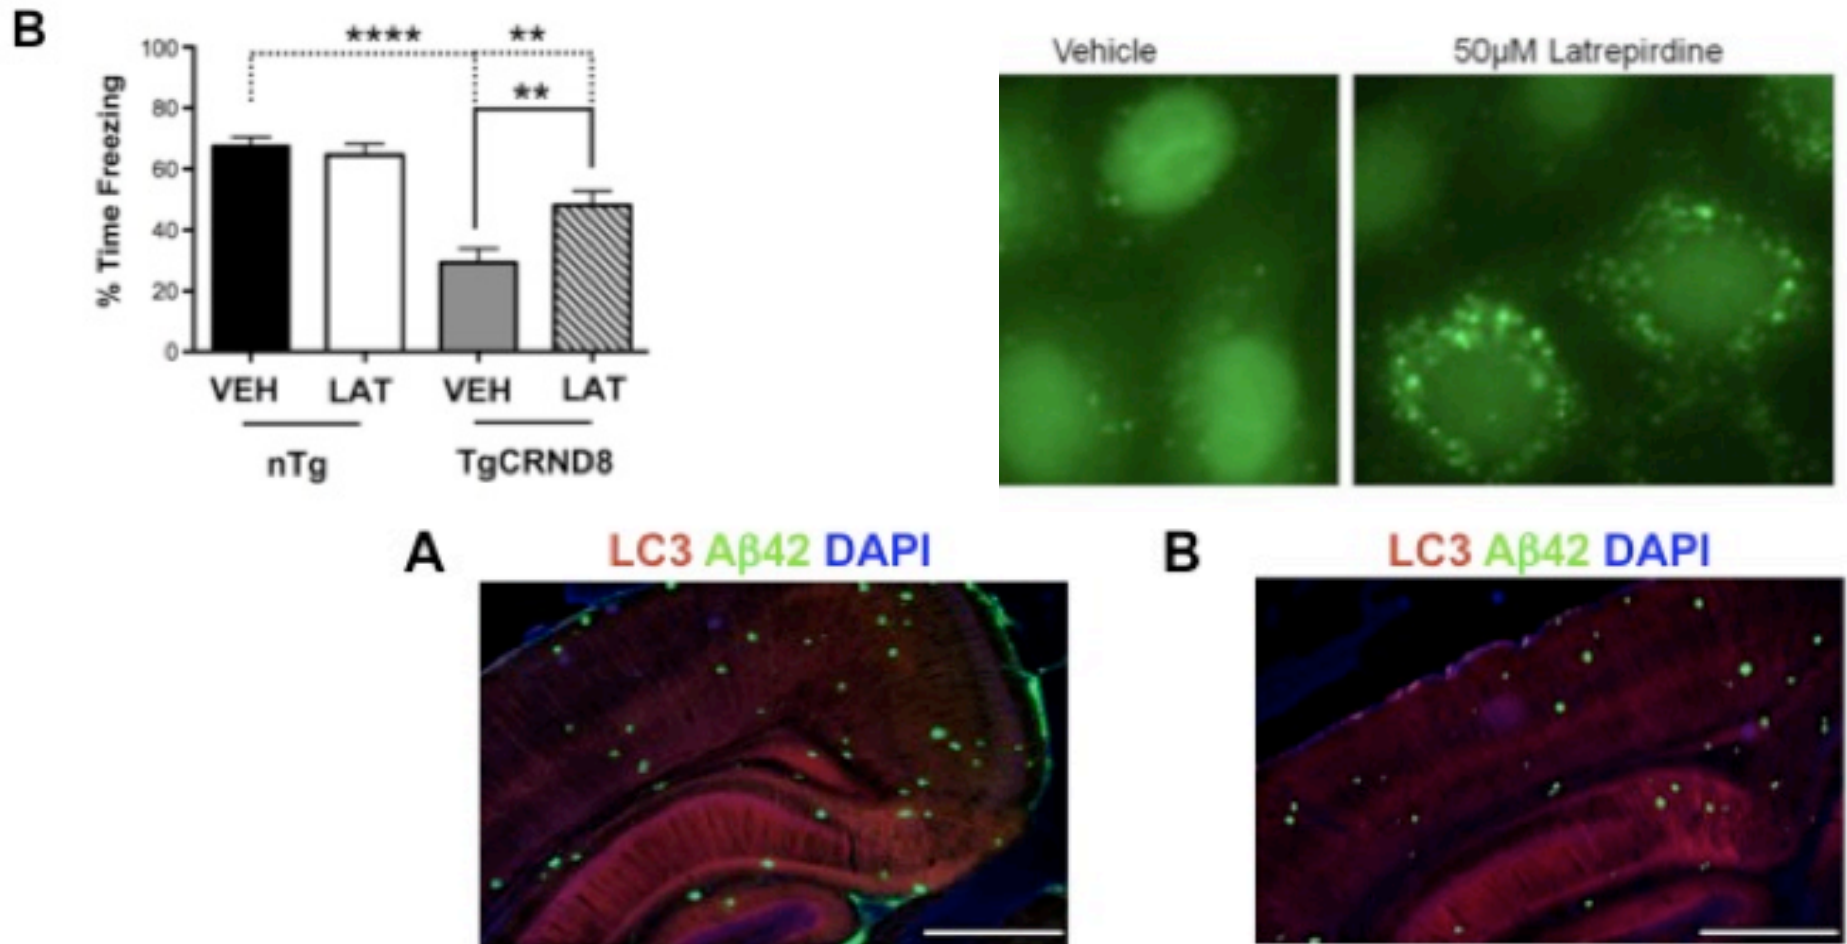 B
**** **
**
% Time Freezing
100
80
60
40
20
0
VEH LAT VEH LAT
nTg TgCRND8
Vehicle 50µM Latrepirdine
A LC3 Aβ42 DAPI
B LC3 Aβ42 DAPI